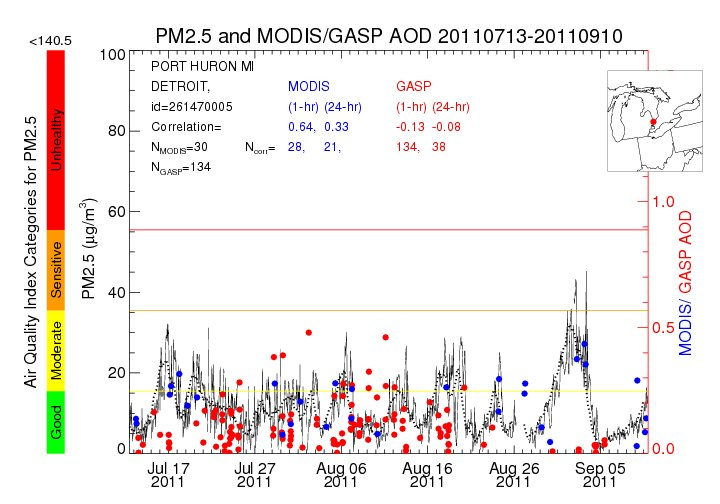 PM2.5 and MODIS/GASP AOD 20110713-20110910
<140.5
Air Quality Index Categories for PM2.5
Unhealthy
Sensitive
Moderate
Good
PM2.5 (µg/m³)
100
80
60
40
20
0
PORT HURON MI
DETROIT, MODIS GASP
id=261470005 (1-hr) (24-hr) (1-hr) (24-hr)
Correlation= 0.64, 0.33 -0.13 -0.08
NMODIS=30 Ncorr= 28, 21, 134, 38
NGASP=134
1.0
0.5
0.0
MODIS/ GASP AOD
Jul 17 Jul 27 Aug 06 Aug 16 Aug 26 Sep 05
2011 2011 2011 2011 2011 2011